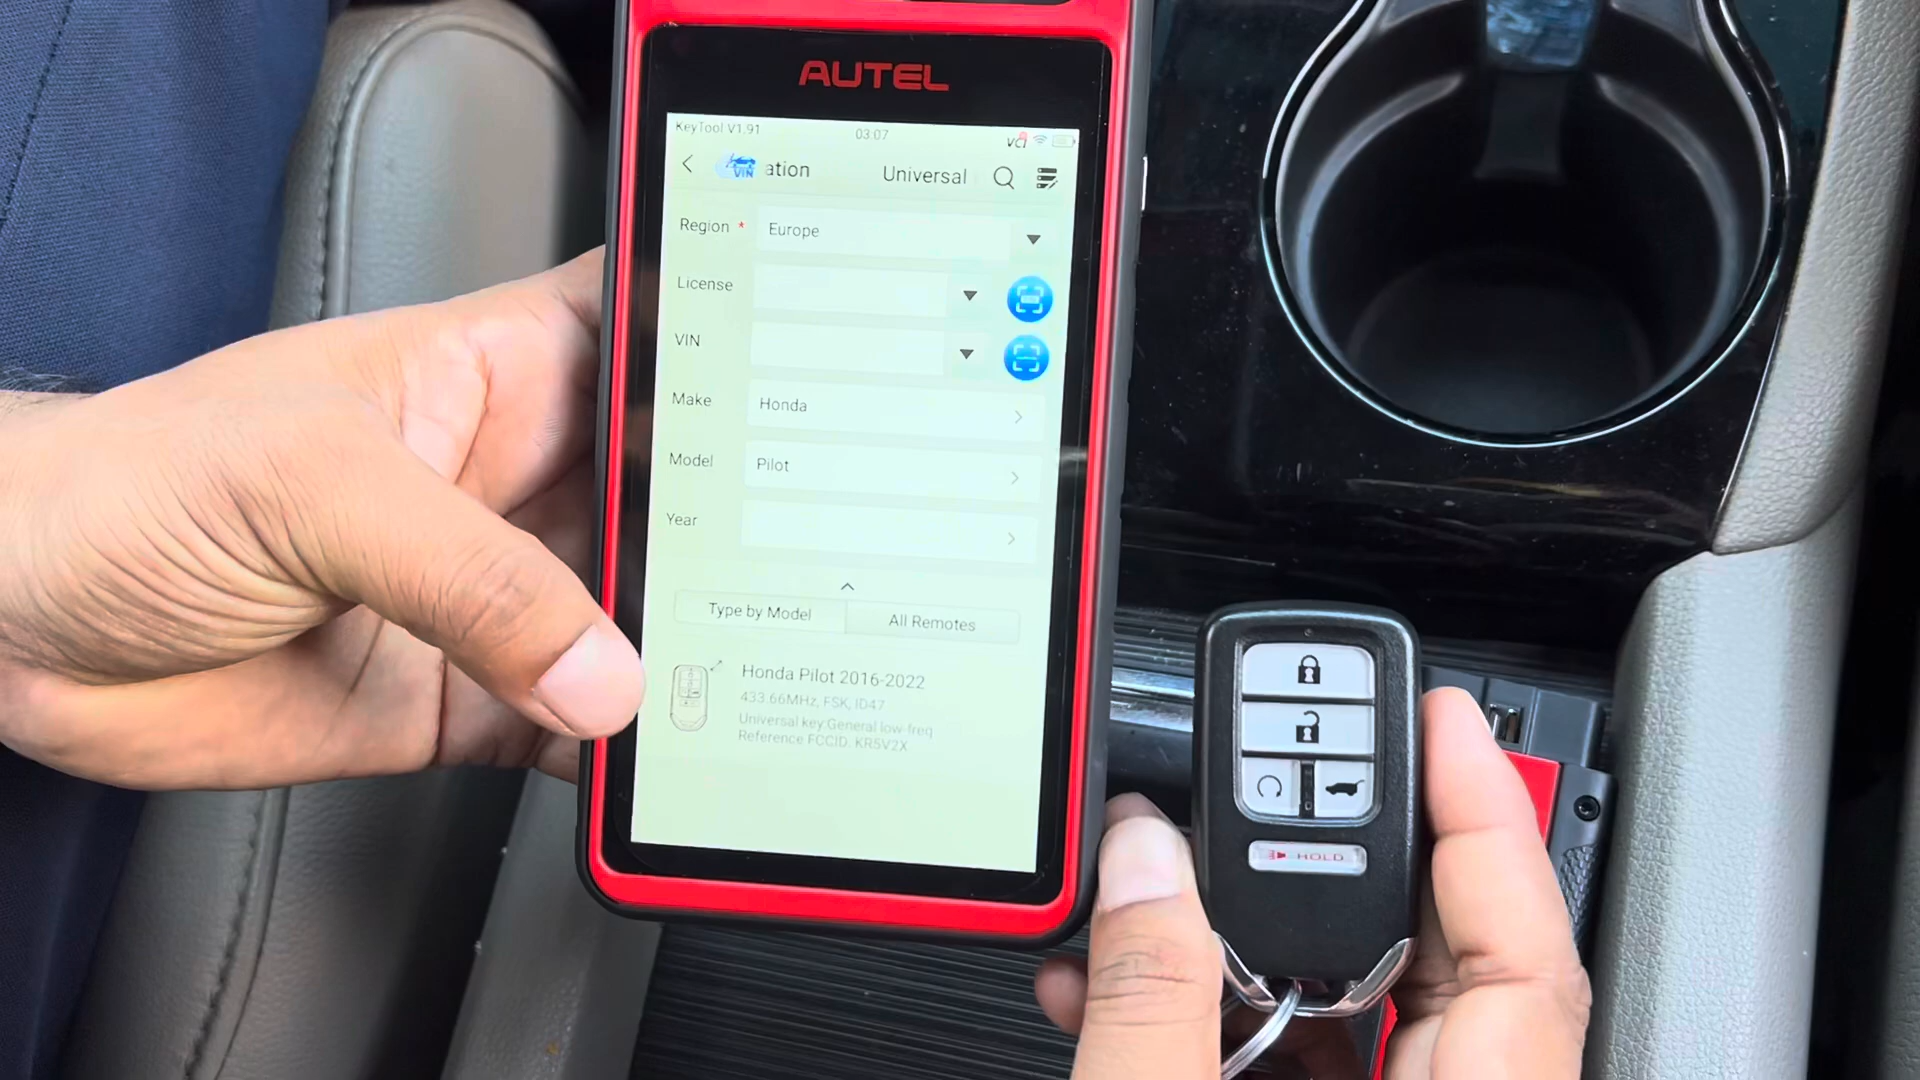 AUTEL
KeyTool V1.91
03:07
VCI
VIN
ation
Universal
Region *
Europe
License
VIN
Make
Honda
Model
Pilot
Year
Type by Model
All Remotes
Honda Pilot 2016-2022
433.66MHz, FSK, ID47
Universal key:General low-freq
Reference FCCID: KR5V2X
HOLD